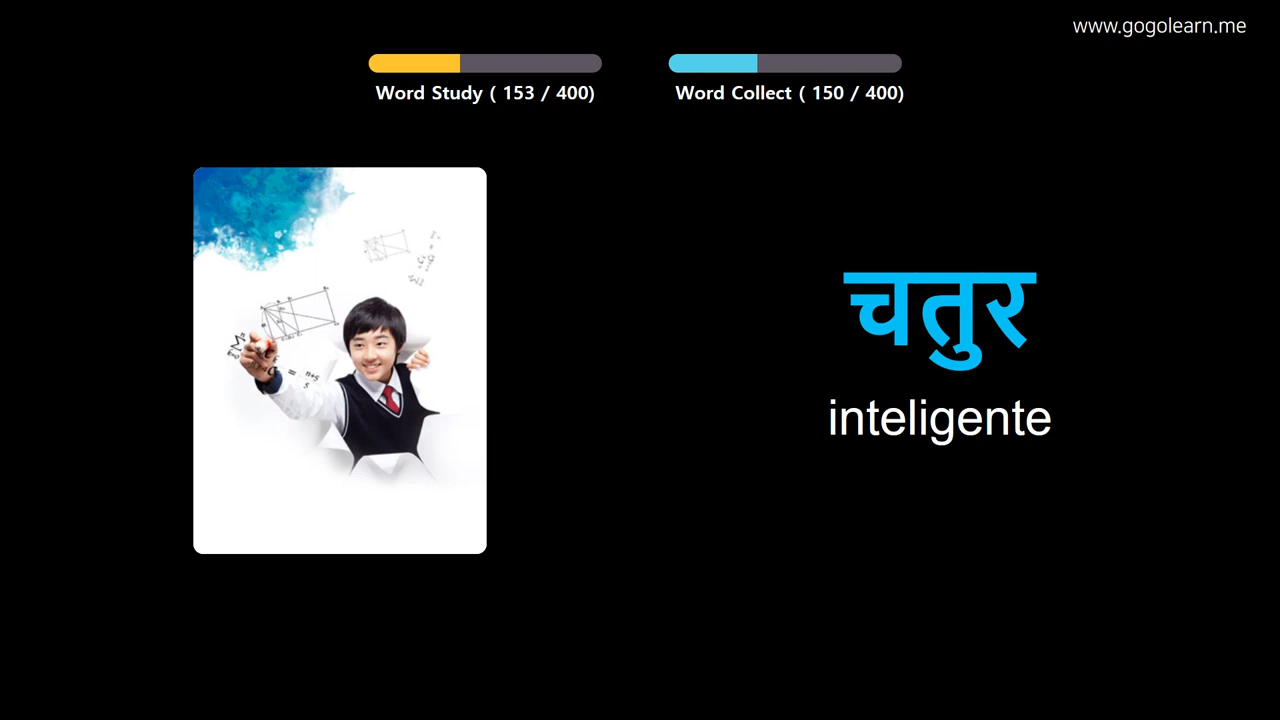 www.gogolearn.me
Word Study ( 153 / 400)
Word Collect ( 150 / 400)
चतुर
inteligente